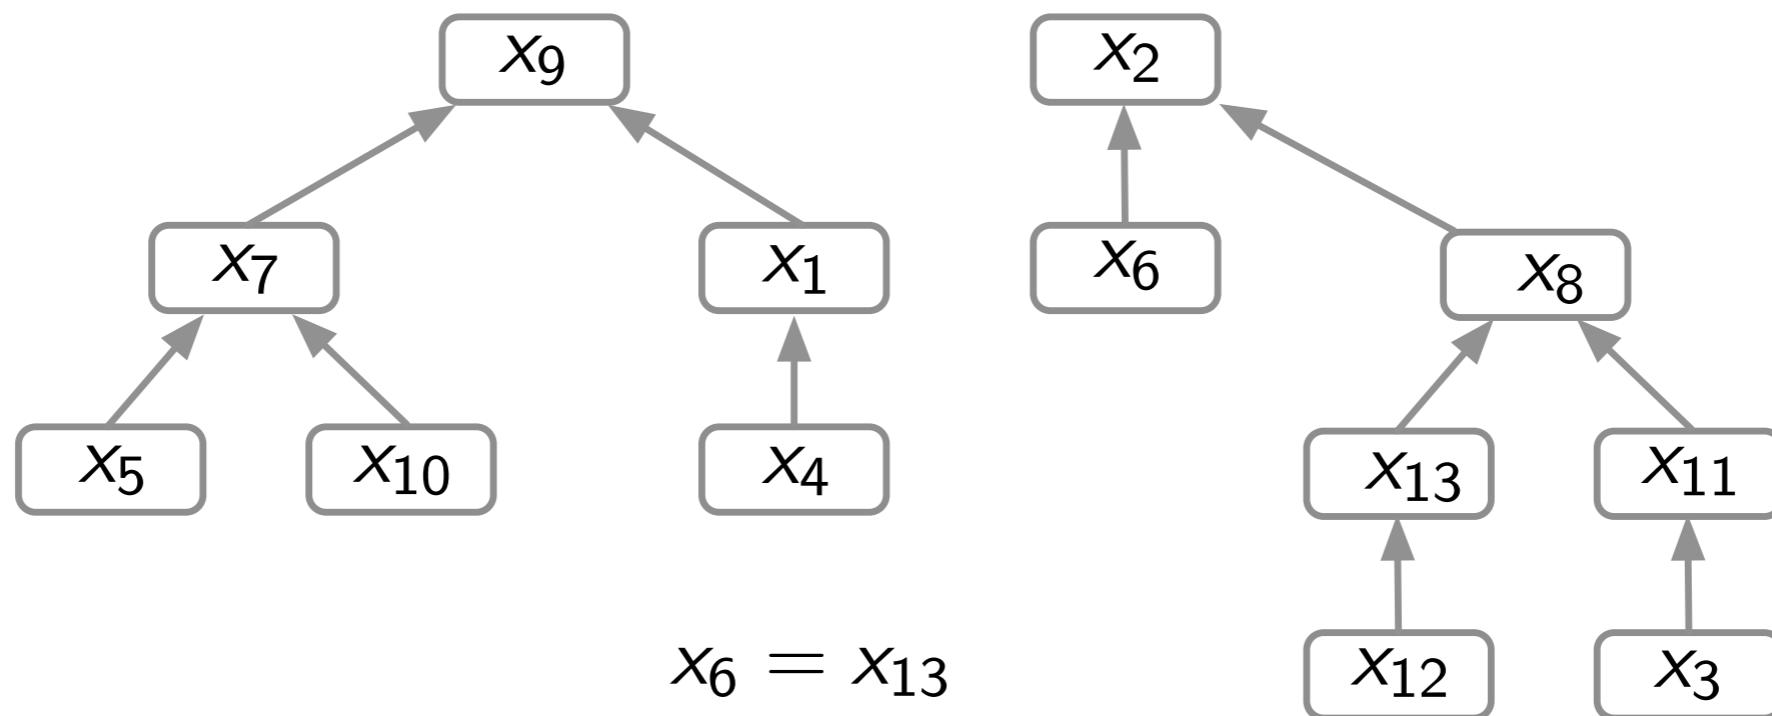 x₉ x₂
x₇ x₁ x₆ x₈
x₅ x₁₀ x₄ x₁₃ x₁₁
x₆ = x₁₃ x₁₂ x₃